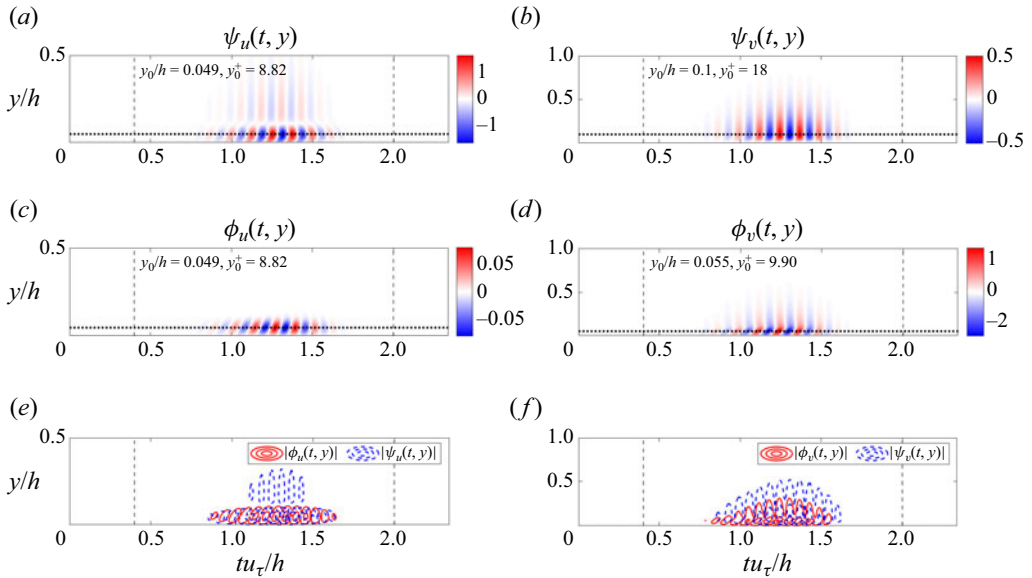 (a) ψu(t, y) (b) ψv(t, y)
0.5 y0/h = 0.049, y0+ = 8.82 1 1.0 y0/h = 0.1, y0+ = 18 0.5
y/h 0 0.5 0
–1 –0.5
0 0.5 1.0 1.5 2.0 0 0.5 1.0 1.5 2.0
(c) ϕu(t, y) (d) ϕv(t, y)
0.5 y0/h = 0.049, y0+ = 8.82 0.05 1.0 y0/h = 0.055, y0+ = 9.90 1
y/h 0 0.5 0
–0.05 –2
0 0.5 1.0 1.5 2.0 0 0.5 1.0 1.5 2.0
(e) (f)
0.5 |ϕu(t, y)| |ψu(t, y)| 1.0 |ϕv(t, y)| |ψv(t, y)|
y/h 0.5
0 0.5 1.0 1.5 2.0 0 0.5 1.0 1.5 2.0
tuτ/h tuτ/h